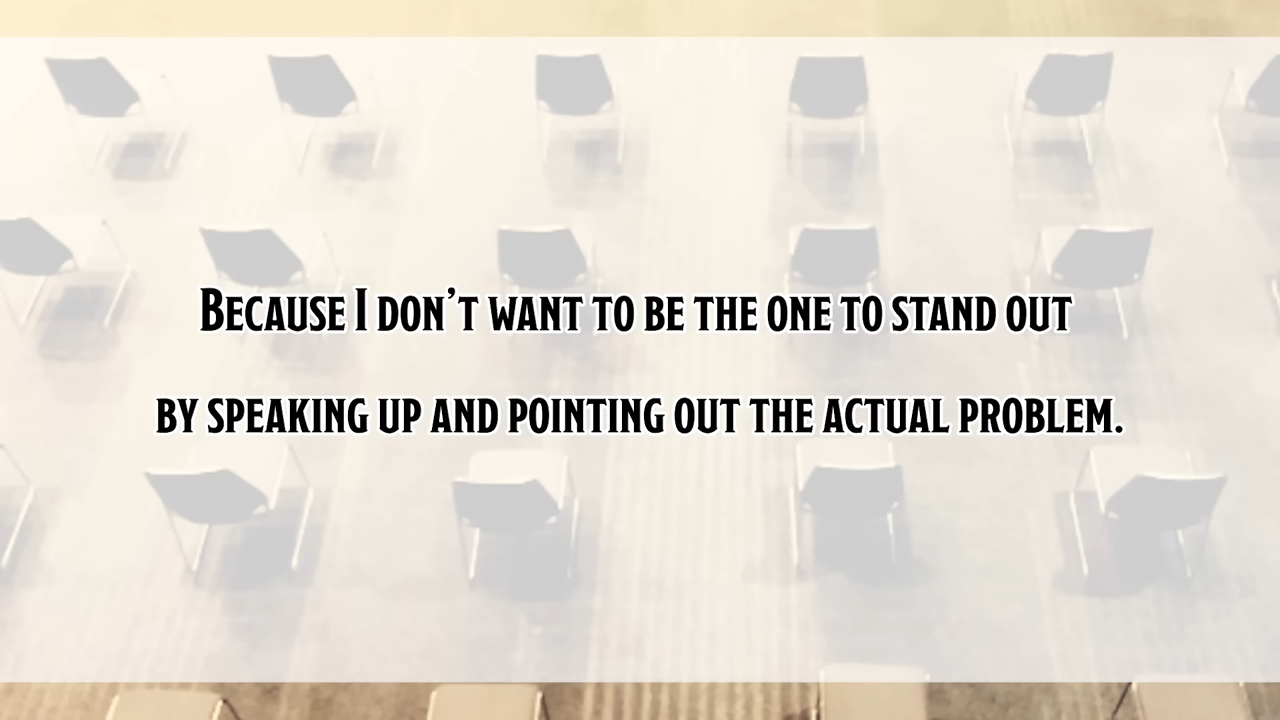 Because I don’t want to be the one to stand out
by speaking up and pointing out the actual problem.